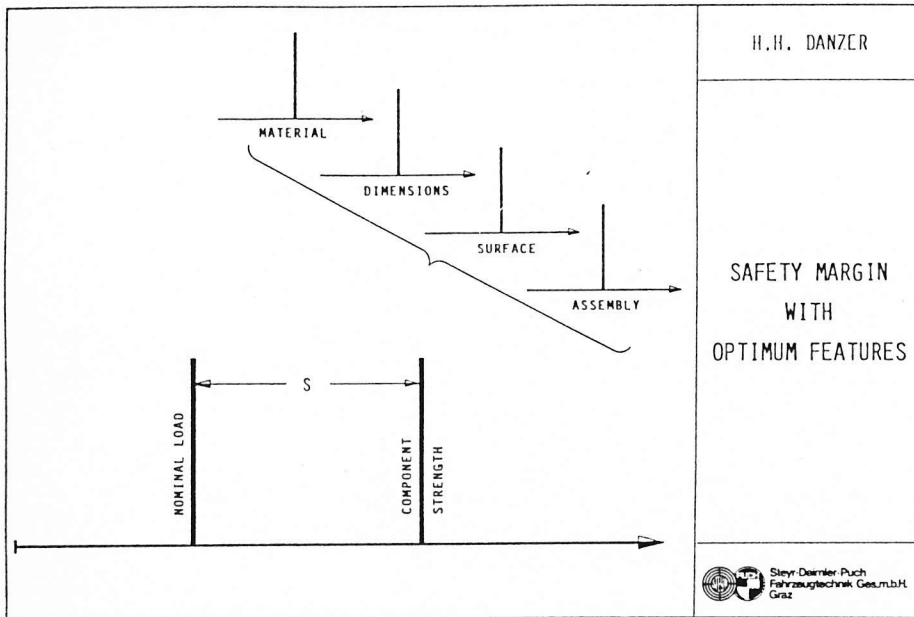 H.H. DANZER
MATERIAL
DIMENSIONS
SURFACE
ASSEMBLY
SAFETY MARGIN
WITH
OPTIMUM FEATURES
S
NOMINAL LOAD
COMPONENT
STRENGTH
Steyr-Daimler-Puch
Fahrzeugtechnik Ges.m.b.H.
Graz